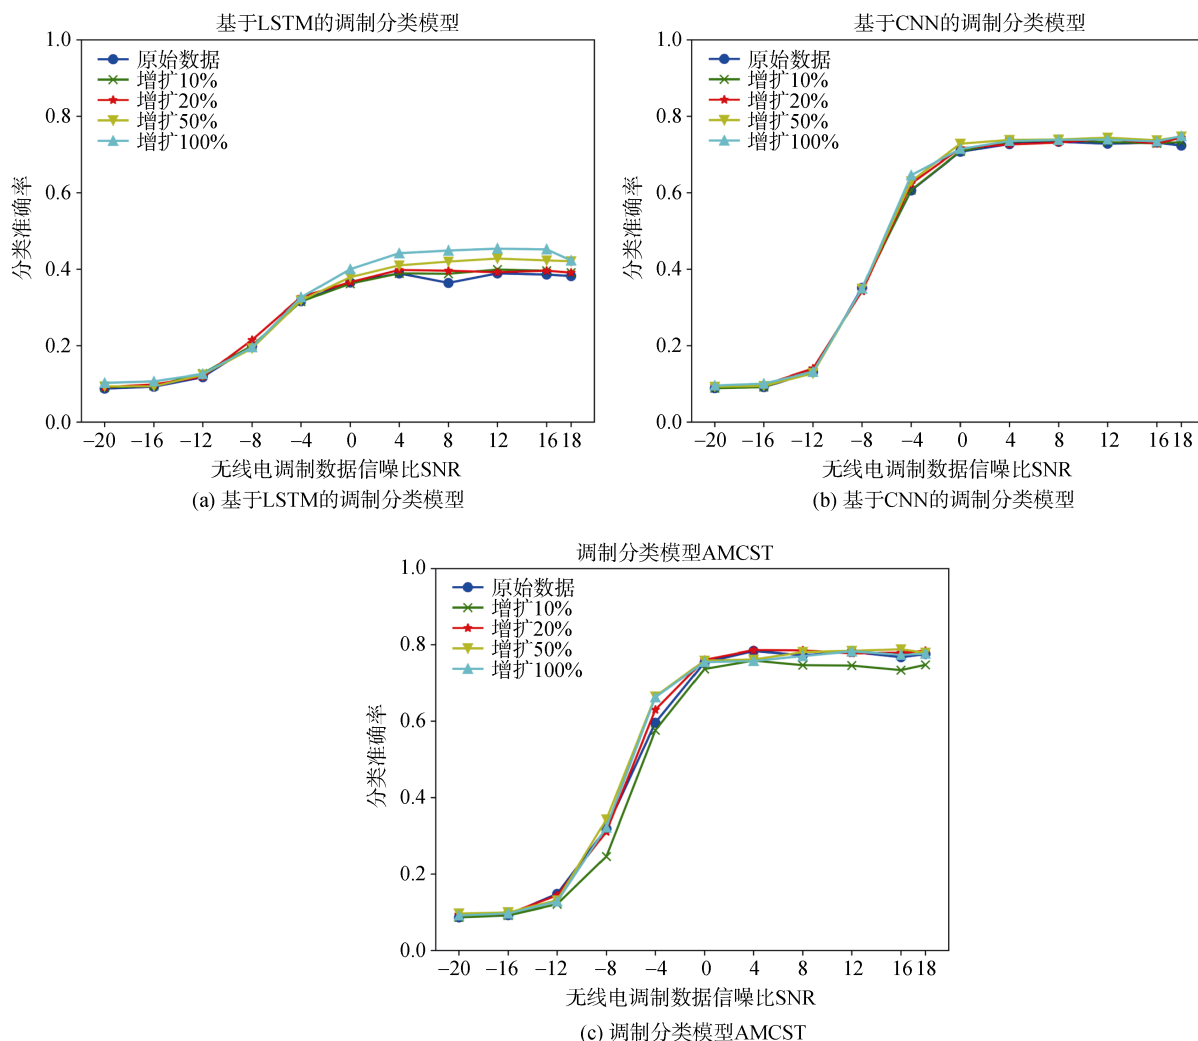 基于LSTM的调制分类模型
1.0
0.8
0.6
0.4
0.2
0.0
分类准确率
原始数据
增扩10%
增扩20%
增扩50%
增扩100%
−20 −16 −12 −8 −4 0 4 8 12 16 18
无线电调制数据信噪比SNR
(a) 基于LSTM的调制分类模型
基于CNN的调制分类模型
1.0
0.8
0.6
0.4
0.2
0.0
分类准确率
原始数据
增扩10%
增扩20%
增扩50%
增扩100%
−20 −16 −12 −8 −4 0 4 8 12 16 18
无线电调制数据信噪比SNR
(b) 基于CNN的调制分类模型
调制分类模型AMCST
1.0
0.8
0.6
0.4
0.2
0.0
分类准确率
原始数据
增扩10%
增扩20%
增扩50%
增扩100%
−20 −16 −12 −8 −4 0 4 8 12 16 18
无线电调制数据信噪比SNR
(c) 调制分类模型AMCST